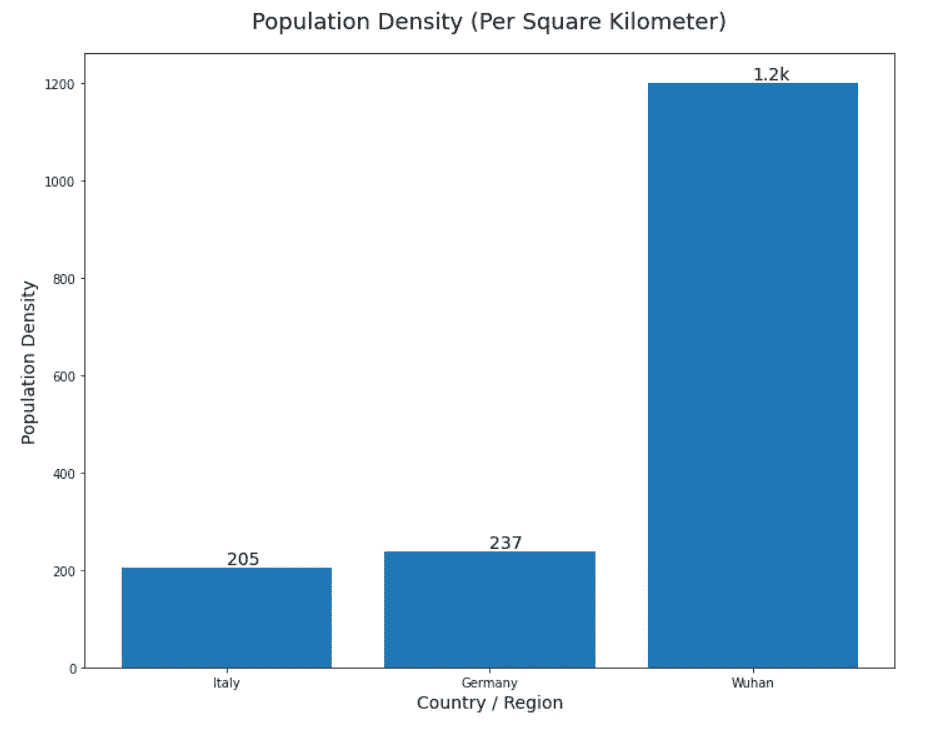 Population Density (Per Square Kilometer)
Population Density
1200
1000
800
600
400
200
0
205
237
1.2k
Italy
Germany
Wuhan
Country / Region